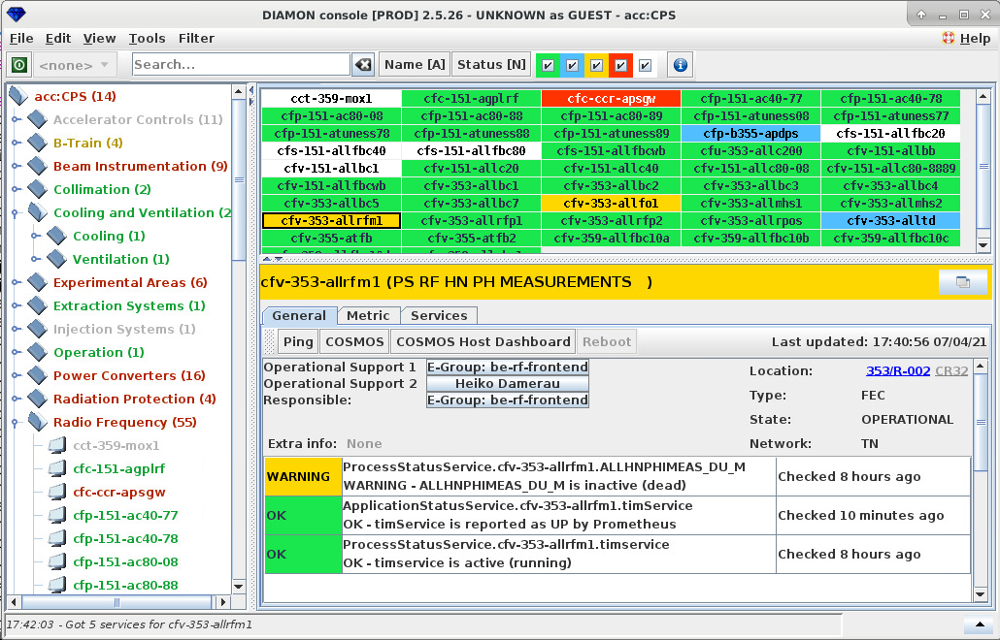 DIAMON console [PROD] 2.5.26 - UNKNOWN as GUEST - acc:CPS
File Edit View Tools Filter Help
<none> Search... Name [A] Status [N]
acc:CPS (14)
Accelerator Controls (11)
B-Train (4)
Beam Instrumentation (9)
Collimation (2)
Cooling and Ventilation (2
Cooling (1)
Ventilation (1)
Experimental Areas (6)
Extraction Systems (1)
Injection Systems (1)
Operation (1)
Power Converters (16)
Radiation Protection (4)
Radio Frequency (55)
cct-359-mox1
cfc-151-agplrf
cfc-ccr-apsgw
cfp-151-ac40-77
cfp-151-ac40-78
cfp-151-ac80-08
cfp-151-ac80-88
cct-359-mox1 cfc-151-agplrf cfc-ccr-apsgw cfp-151-ac40-77 cfp-151-ac40-78
cfp-151-ac80-08 cfp-151-ac80-88 cfp-151-ac80-89 cfp-151-atuness08 cfp-151-atuness77
cfp-151-atuness78 cfp-151-atuness88 cfp-151-atuness89 cfp-b355-apdps cfs-151-allfbc20
cfs-151-allfbc40 cfs-151-allfbc80 cfs-151-allfbcwb cfu-353-allc200 cfv-151-allbb
cfv-151-allbc1 cfv-151-allc20 cfv-151-allc40 cfv-151-allc80-08 cfv-151-allc80-8889
cfv-151-allfbcwb cfv-353-allbc1 cfv-353-allbc2 cfv-353-allbc3 cfv-353-allbc4
cfv-353-allbc5 cfv-353-allbc7 cfv-353-allfo1 cfv-353-allmhs1 cfv-353-allmhs2
cfv-353-allrfm1 cfv-353-allrfp1 cfv-353-allrfp2 cfv-353-allrpos cfv-353-alltd
cfv-355-atfb cfv-355-atfb2 cfv-359-allfbc10a cfv-359-allfbc10b cfv-359-allfbc10c
cfv-353-allrfm1 (PS RF HN PH MEASUREMENTS )
General Metric Services
Ping COSMOS COSMOS Host Dashboard Reboot Last updated: 17:40:56 07/04/21
Operational Support 1 E-Group: be-rf-frontend
Operational Support 2 Heiko Damerau
Responsible: E-Group: be-rf-frontend
Extra info: None
Location: 353/R-002 CR32
Type: FEC
State: OPERATIONAL
Network: TN
WARNING ProcessStatusService.cfv-353-allrfm1.ALLHNPHIMEAS_DU_M
WARNING - ALLHNPHIMEAS_DU_M is inactive (dead) Checked 8 hours ago
OK ApplicationStatusService.cfv-353-allrfm1.timService
OK - timService is reported as UP by Prometheus Checked 10 minutes ago
OK ProcessStatusService.cfv-353-allrfm1.timservice
OK - timservice is active (running) Checked 8 hours ago
17:42:03 - Got 5 services for cfv-353-allrfm1